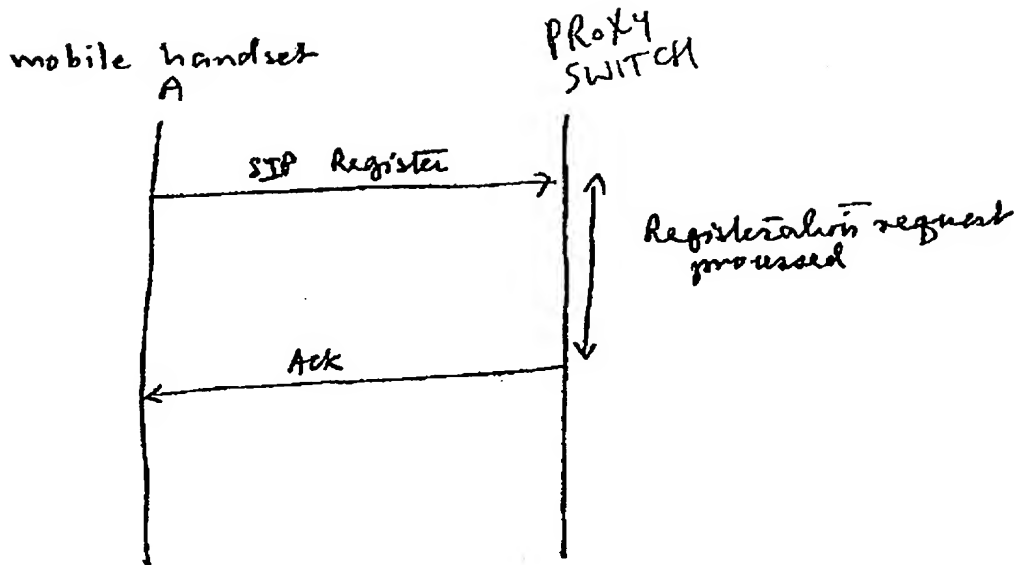 mobile handset
A
PROXY
SWITCH
SIP Register
Registeration request
processed
Ack